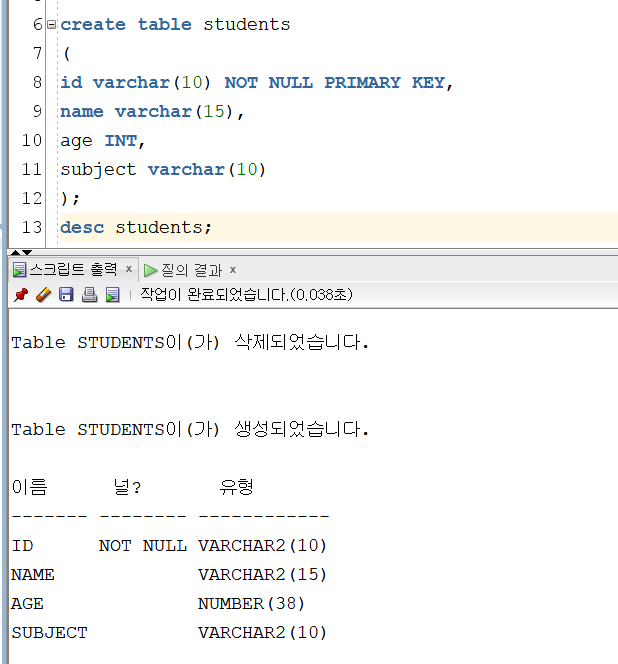 6 create table students
7 (
8 id varchar(10) NOT NULL PRIMARY KEY,
9 name varchar(15),
10 age INT,
11 subject varchar(10)
12 );
13 desc students;
스크립트 출력 x 질의 결과 x
작업이 완료되었습니다.(0.038초)
Table STUDENTS이(가) 삭제되었습니다.
Table STUDENTS이(가) 생성되었습니다.
이름 널? 유형
------- -------- ------------
ID NOT NULL VARCHAR2(10)
NAME VARCHAR2(15)
AGE NUMBER(38)
SUBJECT VARCHAR2(10)